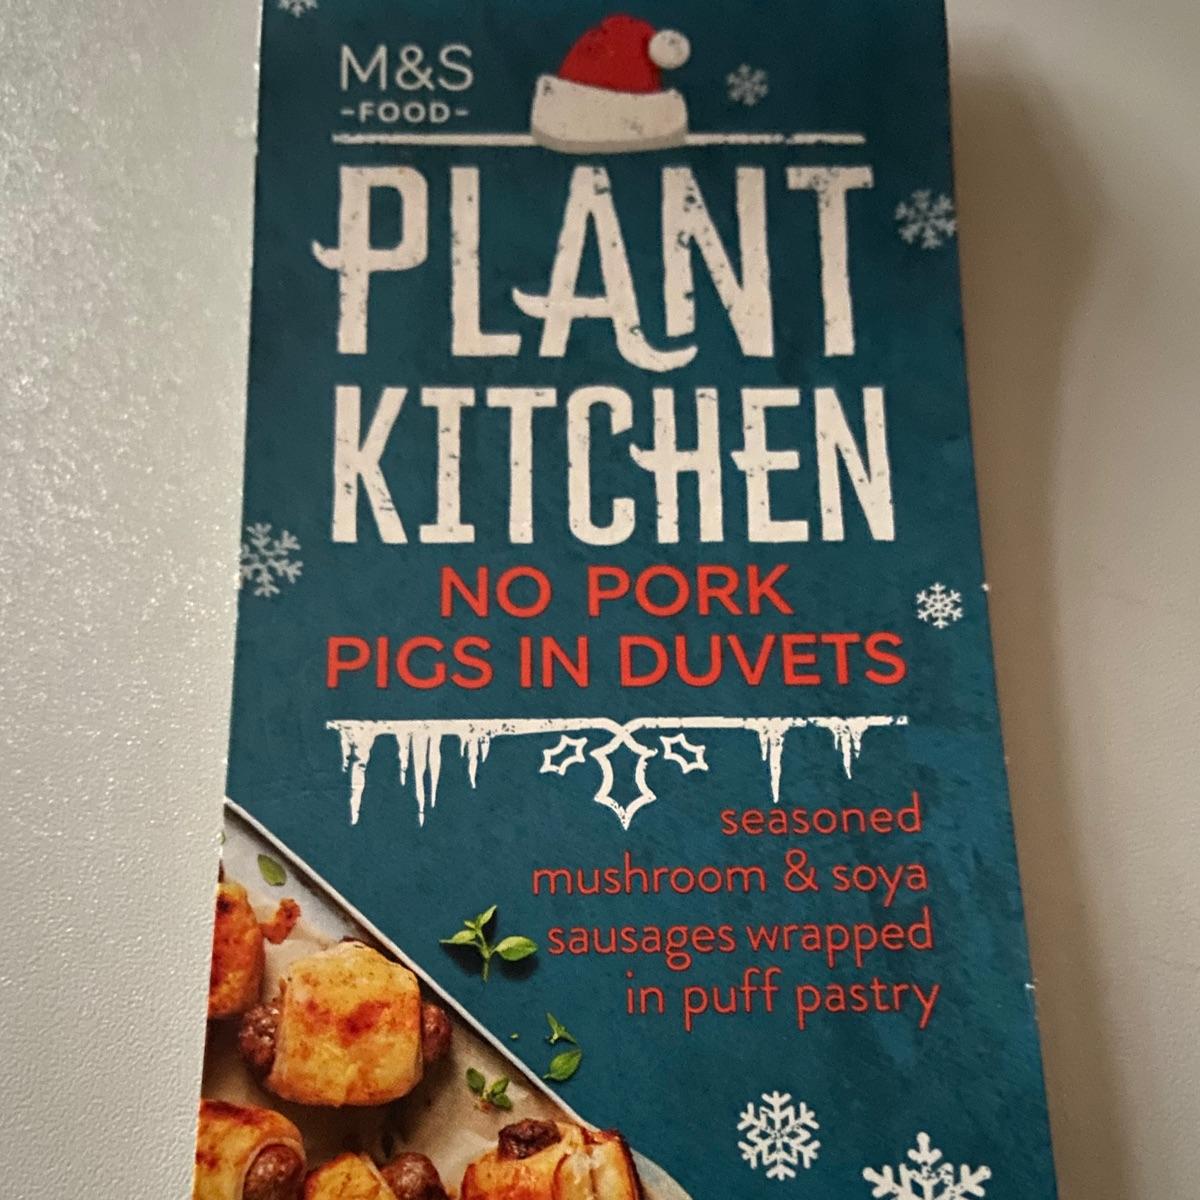 M&S
-FOOD-
PLANT
KITCHEN
NO PORK
PIGS IN DUVETS
seasoned
mushroom & soya
sausages wrapped
in puff pastry